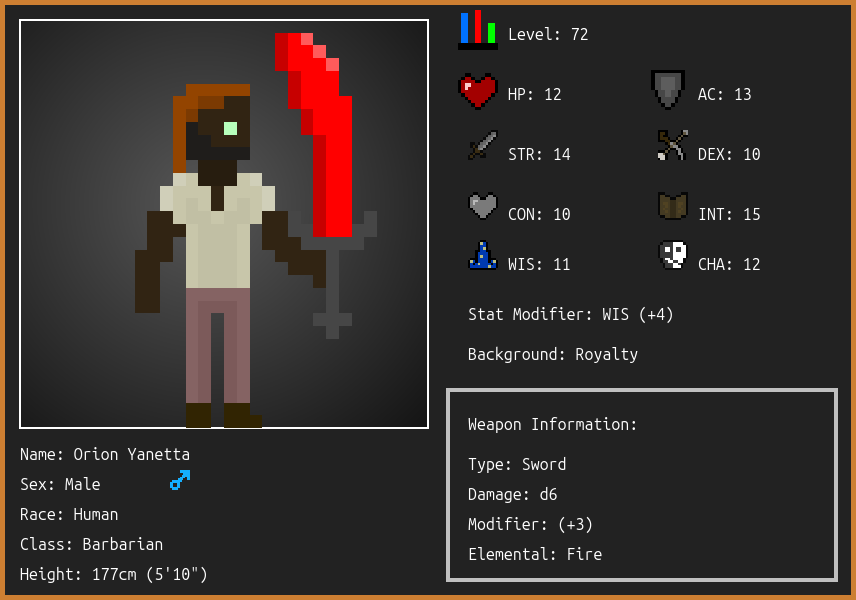 Level: 72
HP: 12
AC: 13
STR: 14
DEX: 10
CON: 10
INT: 15
WIS: 11
CHA: 12
Stat Modifier: WIS (+4)
Background: Royalty
Weapon Information:
Type: Sword
Damage: d6
Modifier: (+3)
Elemental: Fire
Name: Orion Yanetta
Sex: Male
Race: Human
Class: Barbarian
Height: 177cm (5'10")